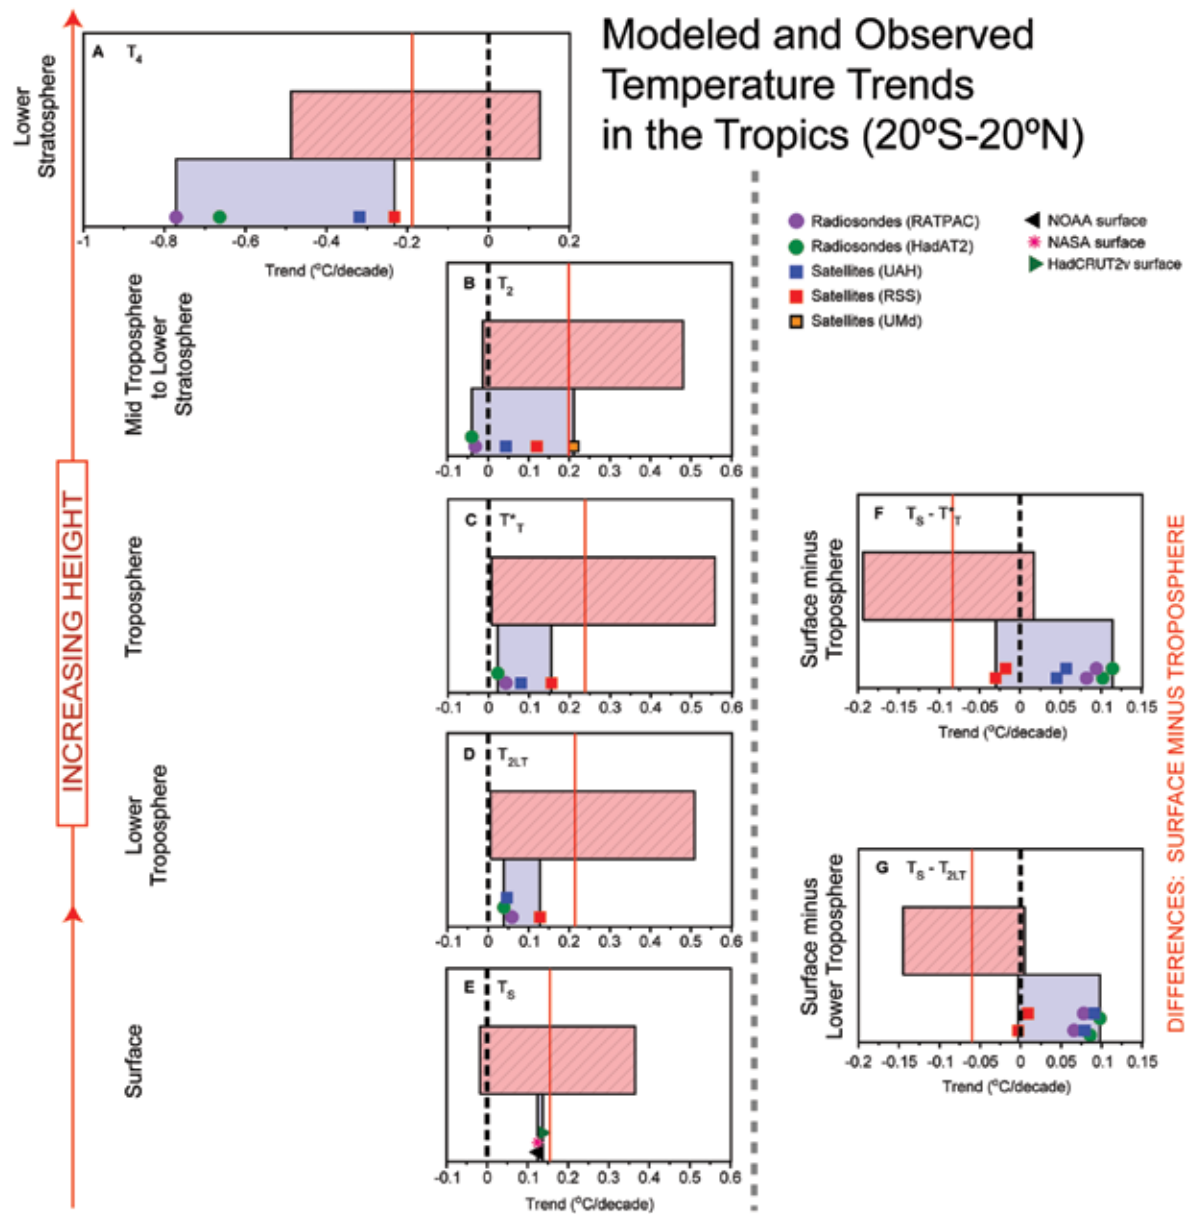 Modeled and Observed
Temperature Trends
in the Tropics (20ºS-20ºN)
A T4
Lower
Stratosphere
-1 -0.8 -0.6 -0.4 -0.2 0 0.2
Trend (ºC/decade)
Radiosondes (RATPAC)
Radiosondes (HadAT2)
Satellites (UAH)
Satellites (RSS)
Satellites (UMd)
NOAA surface
NASA surface
HadCRUT2v surface
B T2
Mid Troposphere
to Lower
Stratosphere
-0.1 0 0.1 0.2 0.3 0.4 0.5 0.6
INCREASING HEIGHT
C T*T
Troposphere
-0.1 0 0.1 0.2 0.3 0.4 0.5 0.6
D T2LT
Lower
Troposphere
-0.1 0 0.1 0.2 0.3 0.4 0.5 0.6
E TS
Surface
-0.1 0 0.1 0.2 0.3 0.4 0.5 0.6
Trend (ºC/decade)
F TS - T*T
Surface minus
Troposphere
-0.2 -0.15 -0.1 -0.05 0 0.05 0.1 0.15
Trend (ºC/decade)
G TS - T2LT
Surface minus
Lower Troposphere
-0.2 -0.15 -0.1 -0.05 0 0.05 0.1 0.15
Trend (ºC/decade)
DIFFERENCES: SURFACE MINUS TROPOSPHERE